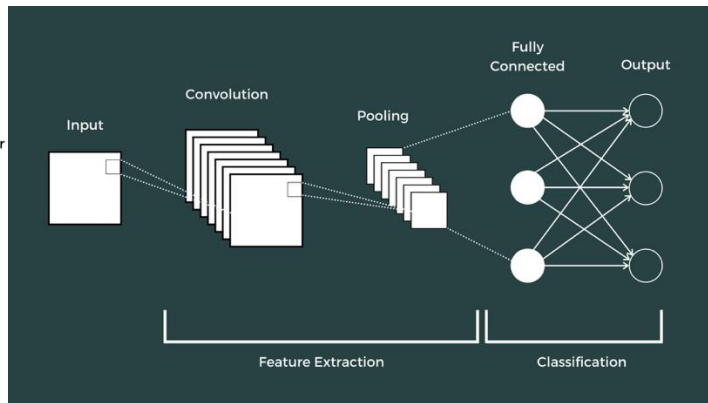 Fully
Connected
Output
Convolution
Pooling
Input
r
Feature Extraction
Classification